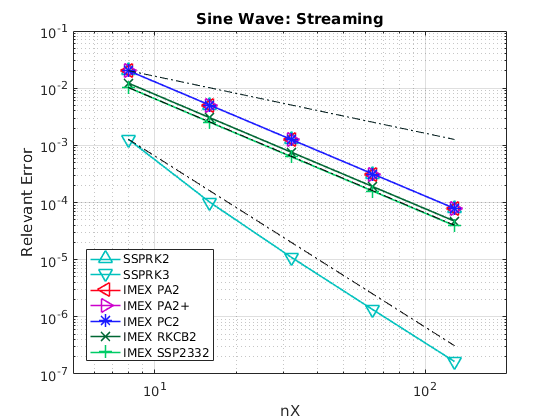 Sine Wave: Streaming
10^-1
10^-2
10^-3
10^-4
10^-5
10^-6
10^-7
Relevant Error
SSPRK2
SSPRK3
IMEX PA2
IMEX PA2+
IMEX PC2
IMEX RKCB2
IMEX SSP2332
10^1
10^2
nX